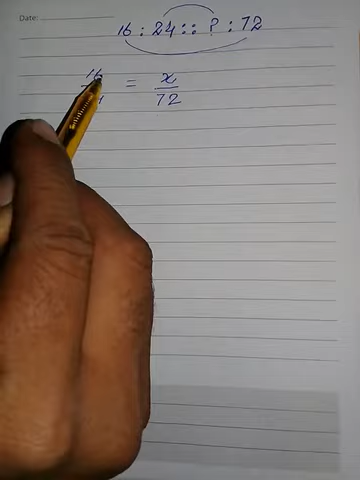 Date:
16 : 24 :: ? : 72
16 = x
72